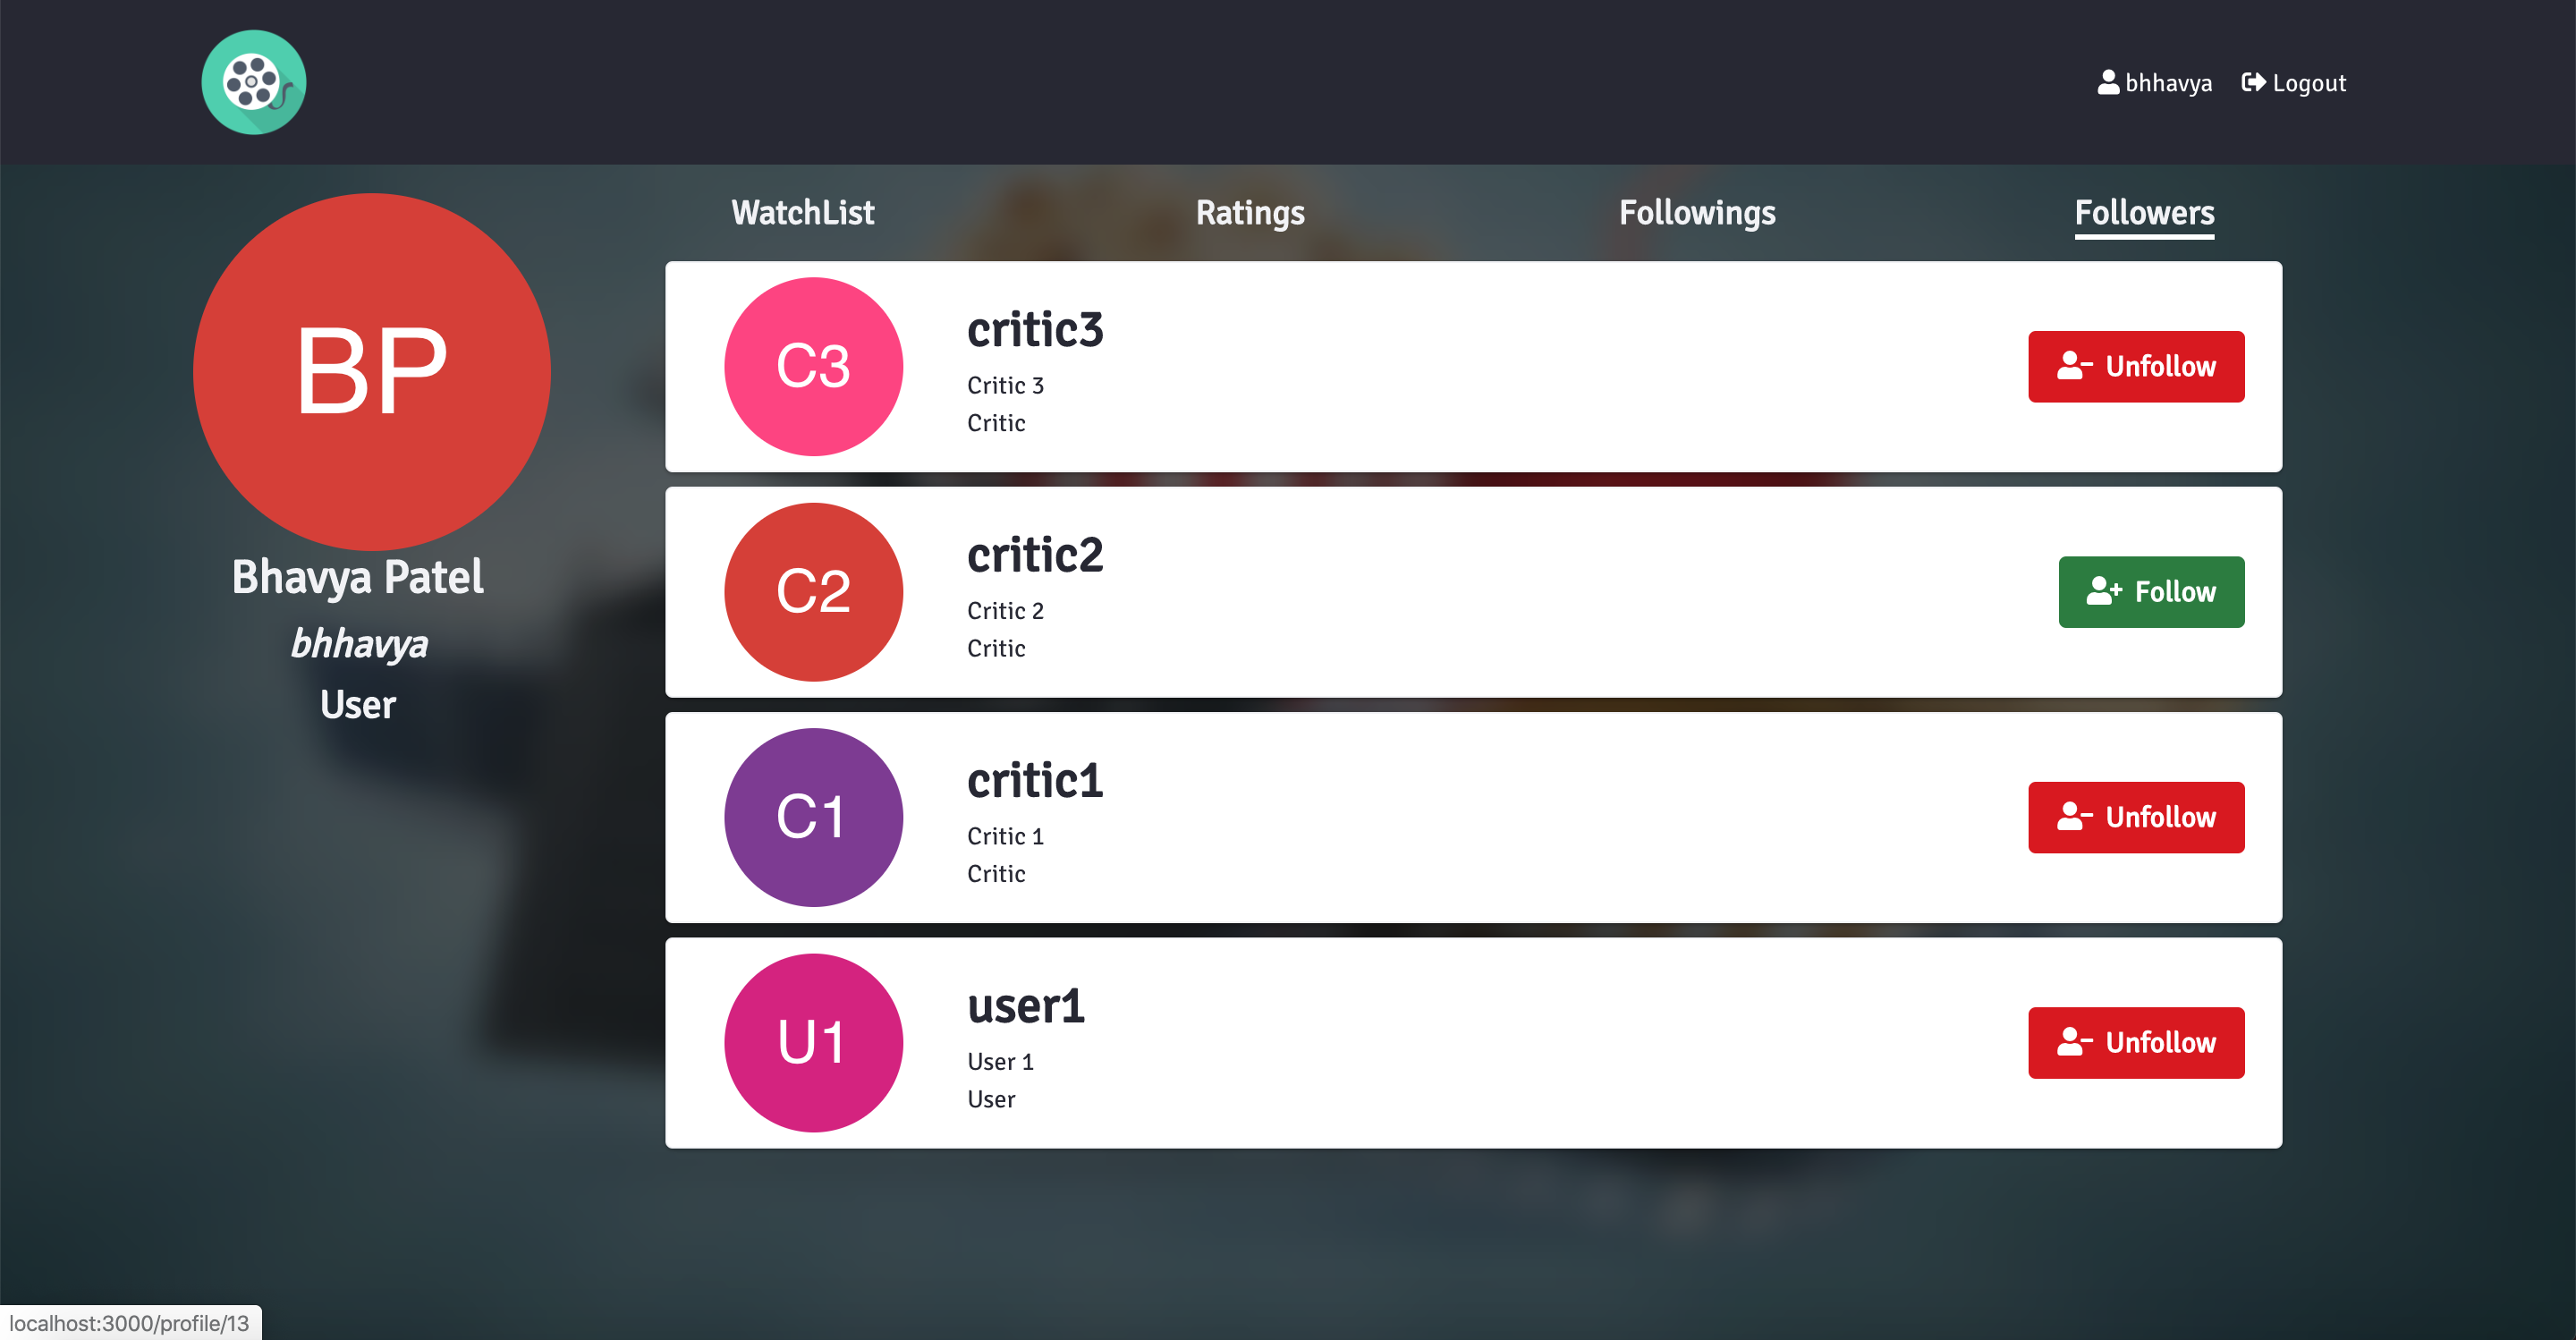 bhhavya Logout
WatchList Ratings Followings Followers
BP
Bhavya Patel
bhhavya
User
C3
critic3
Critic 3
Critic
Unfollow
C2
critic2
Critic 2
Critic
Follow
C1
critic1
Critic 1
Critic
Unfollow
U1
user1
User 1
User
Unfollow
localhost:3000/profile/13